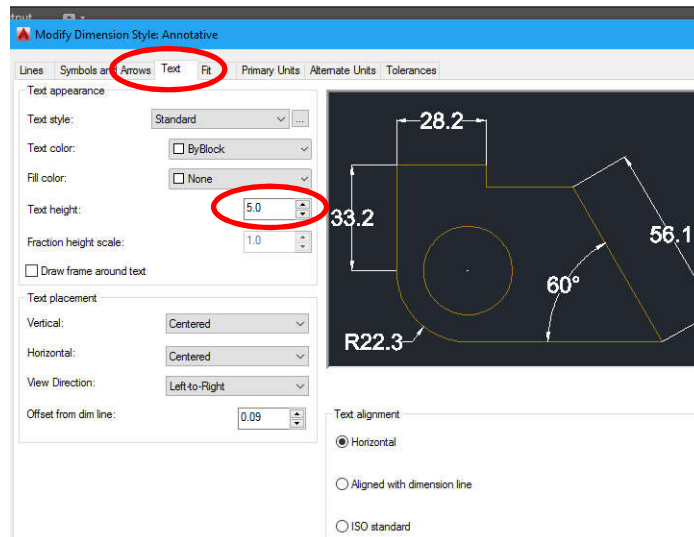 Modify Dimension Style: Annotative
Lines Symbols and Arrows Text Fit Primary Units Alternate Units Tolerances
Text appearance
Text style: Standard ...
Text color: ByBlock
Fill color: None
Text height: 5.0
Fraction height scale: 1.0
Draw frame around text
Text placement
Vertical: Centered
Horizontal: Centered
View Direction: Left-to-Right
Offset from dim line: 0.09
28.2
33.2
56.1
60°
R22.3
Text alignment
Horizontal
Aligned with dimension line
ISO standard